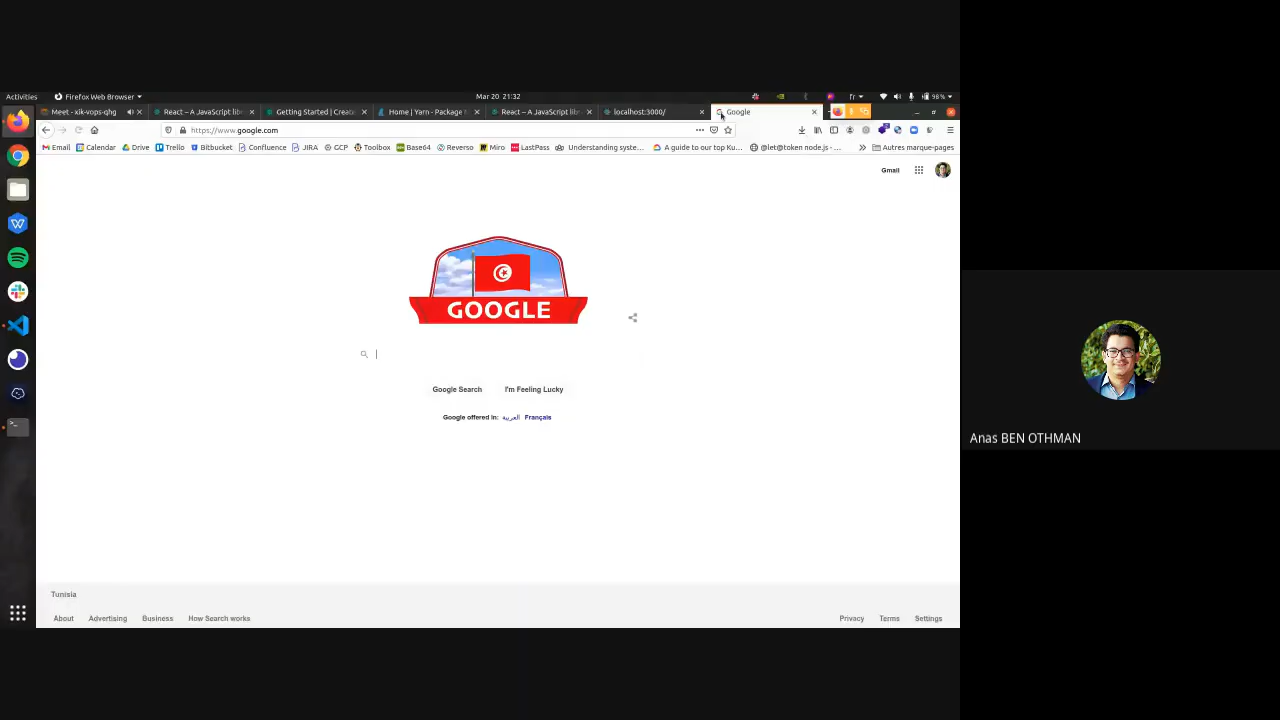 Activities Firefox Web Browser Mar 20 21:32 fr 98%
Meet - xik-vops-qhg React – A JavaScript lib Getting Started | Creat Home | Yarn - Package React – A JavaScript lib localhost:3000/ Google
https://www.google.com
Email Calendar Drive Trello Bitbucket Confluence JIRA GCP Toolbox Base64 Reverso Miro LastPass Understanding syste... A guide to our top Ku... @let@token node.js - ... Autres marque-pages
Gmail
GOOGLE
Google Search I'm Feeling Lucky
Google offered in: العربية Français
Anas BEN OTHMAN
Tunisia
About Advertising Business How Search works Privacy Terms Settings